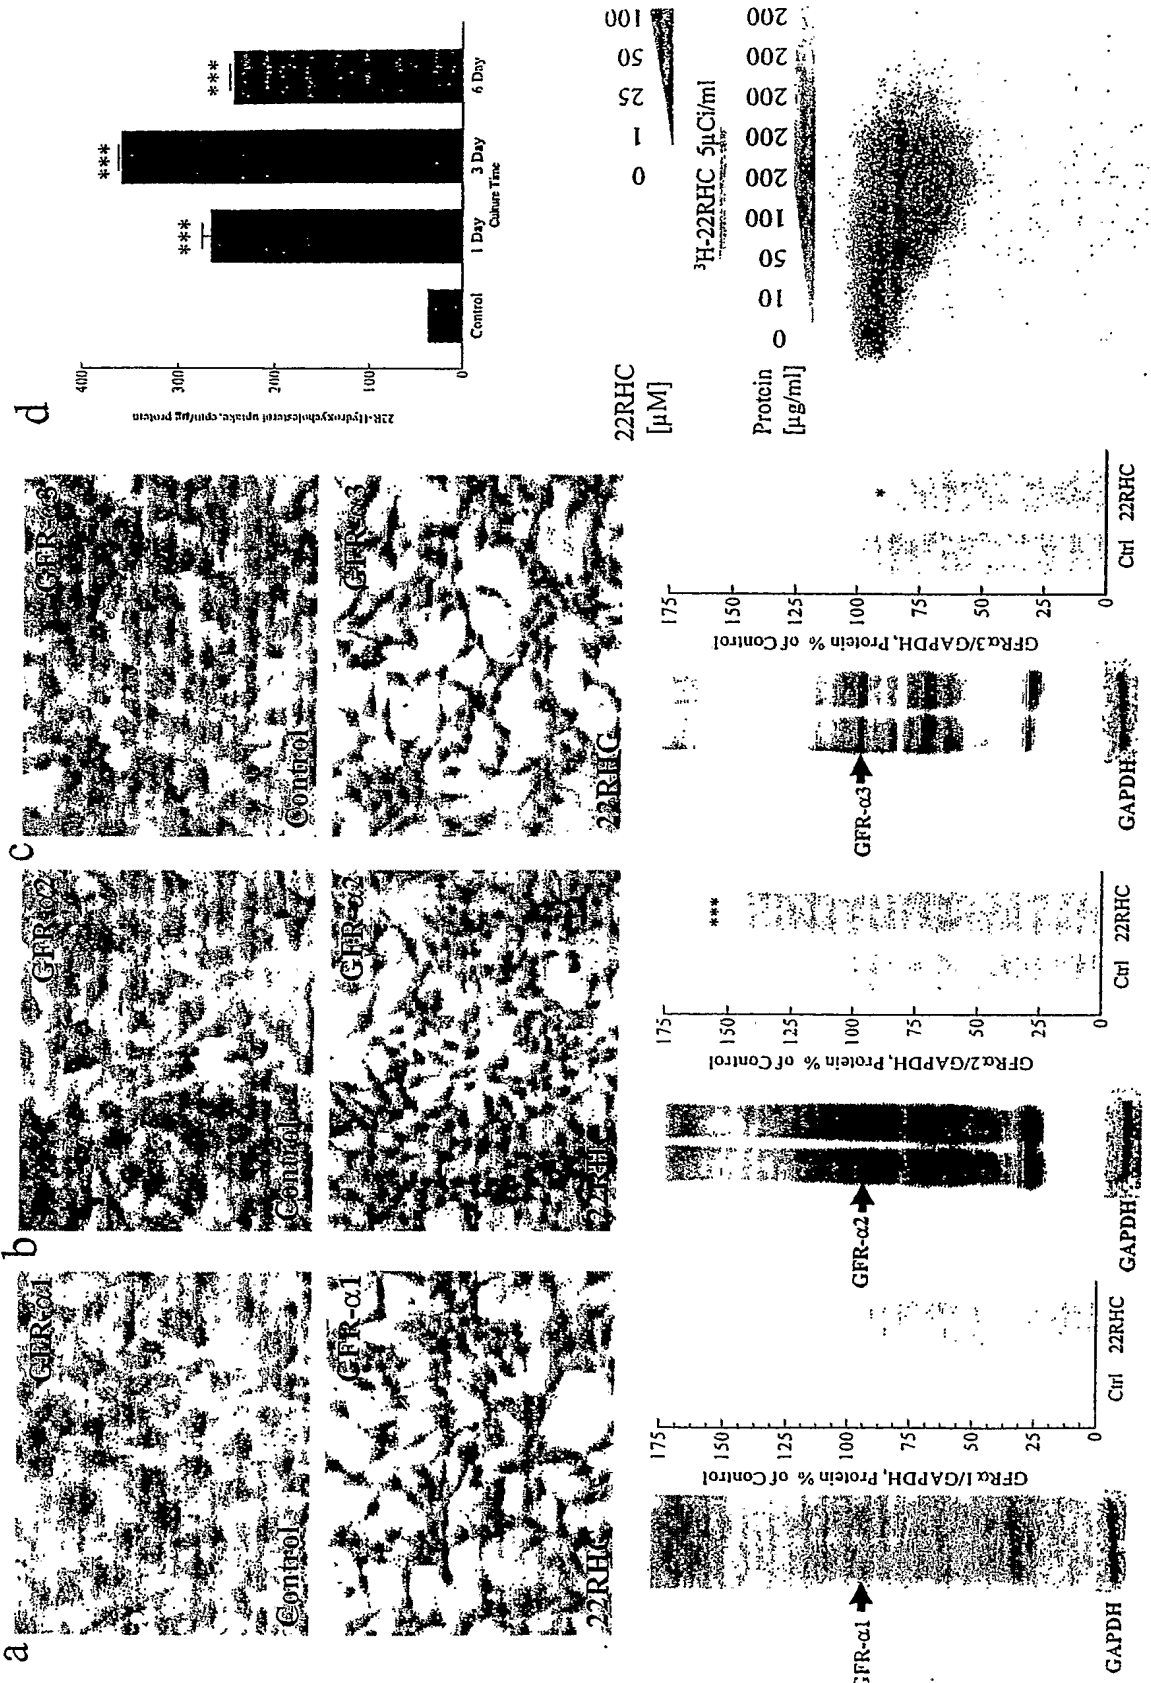 a
GFR-α1
Control
GFR-α1
22RHC
GFR-α1
GAPDH
GFRα1/GAPDH, Protein % of Control
175
150
125
100
75
50
25
0
Ctrl 22RHC
b
GFR-α2
Control
GFR-α2
22RHC
GFR-α2
GAPDH
GFRα2/GAPDH, Protein % of Control
175
150
125
100
75
50
25
0
***
Ctrl 22RHC
c
GFR-α3
Control
GFR-α3
22RHC
GFR-α3
GAPDH
GFRα3/GAPDH, Protein % of Control
175
150
125
100
75
50
25
0
*
Ctrl 22RHC
d
22R-Hydroxycholesterol uptake, cpm/μg protein
400
300
200
100
0
***
***
***
Control 1 Day 3 Day 6 Day
Culture Time
22RHC
[μM]
0 1 25 50 100
³H-22RHC 5μCi/ml
Protein
[μg/ml]
0 10 50 100 200 200 200 200 200